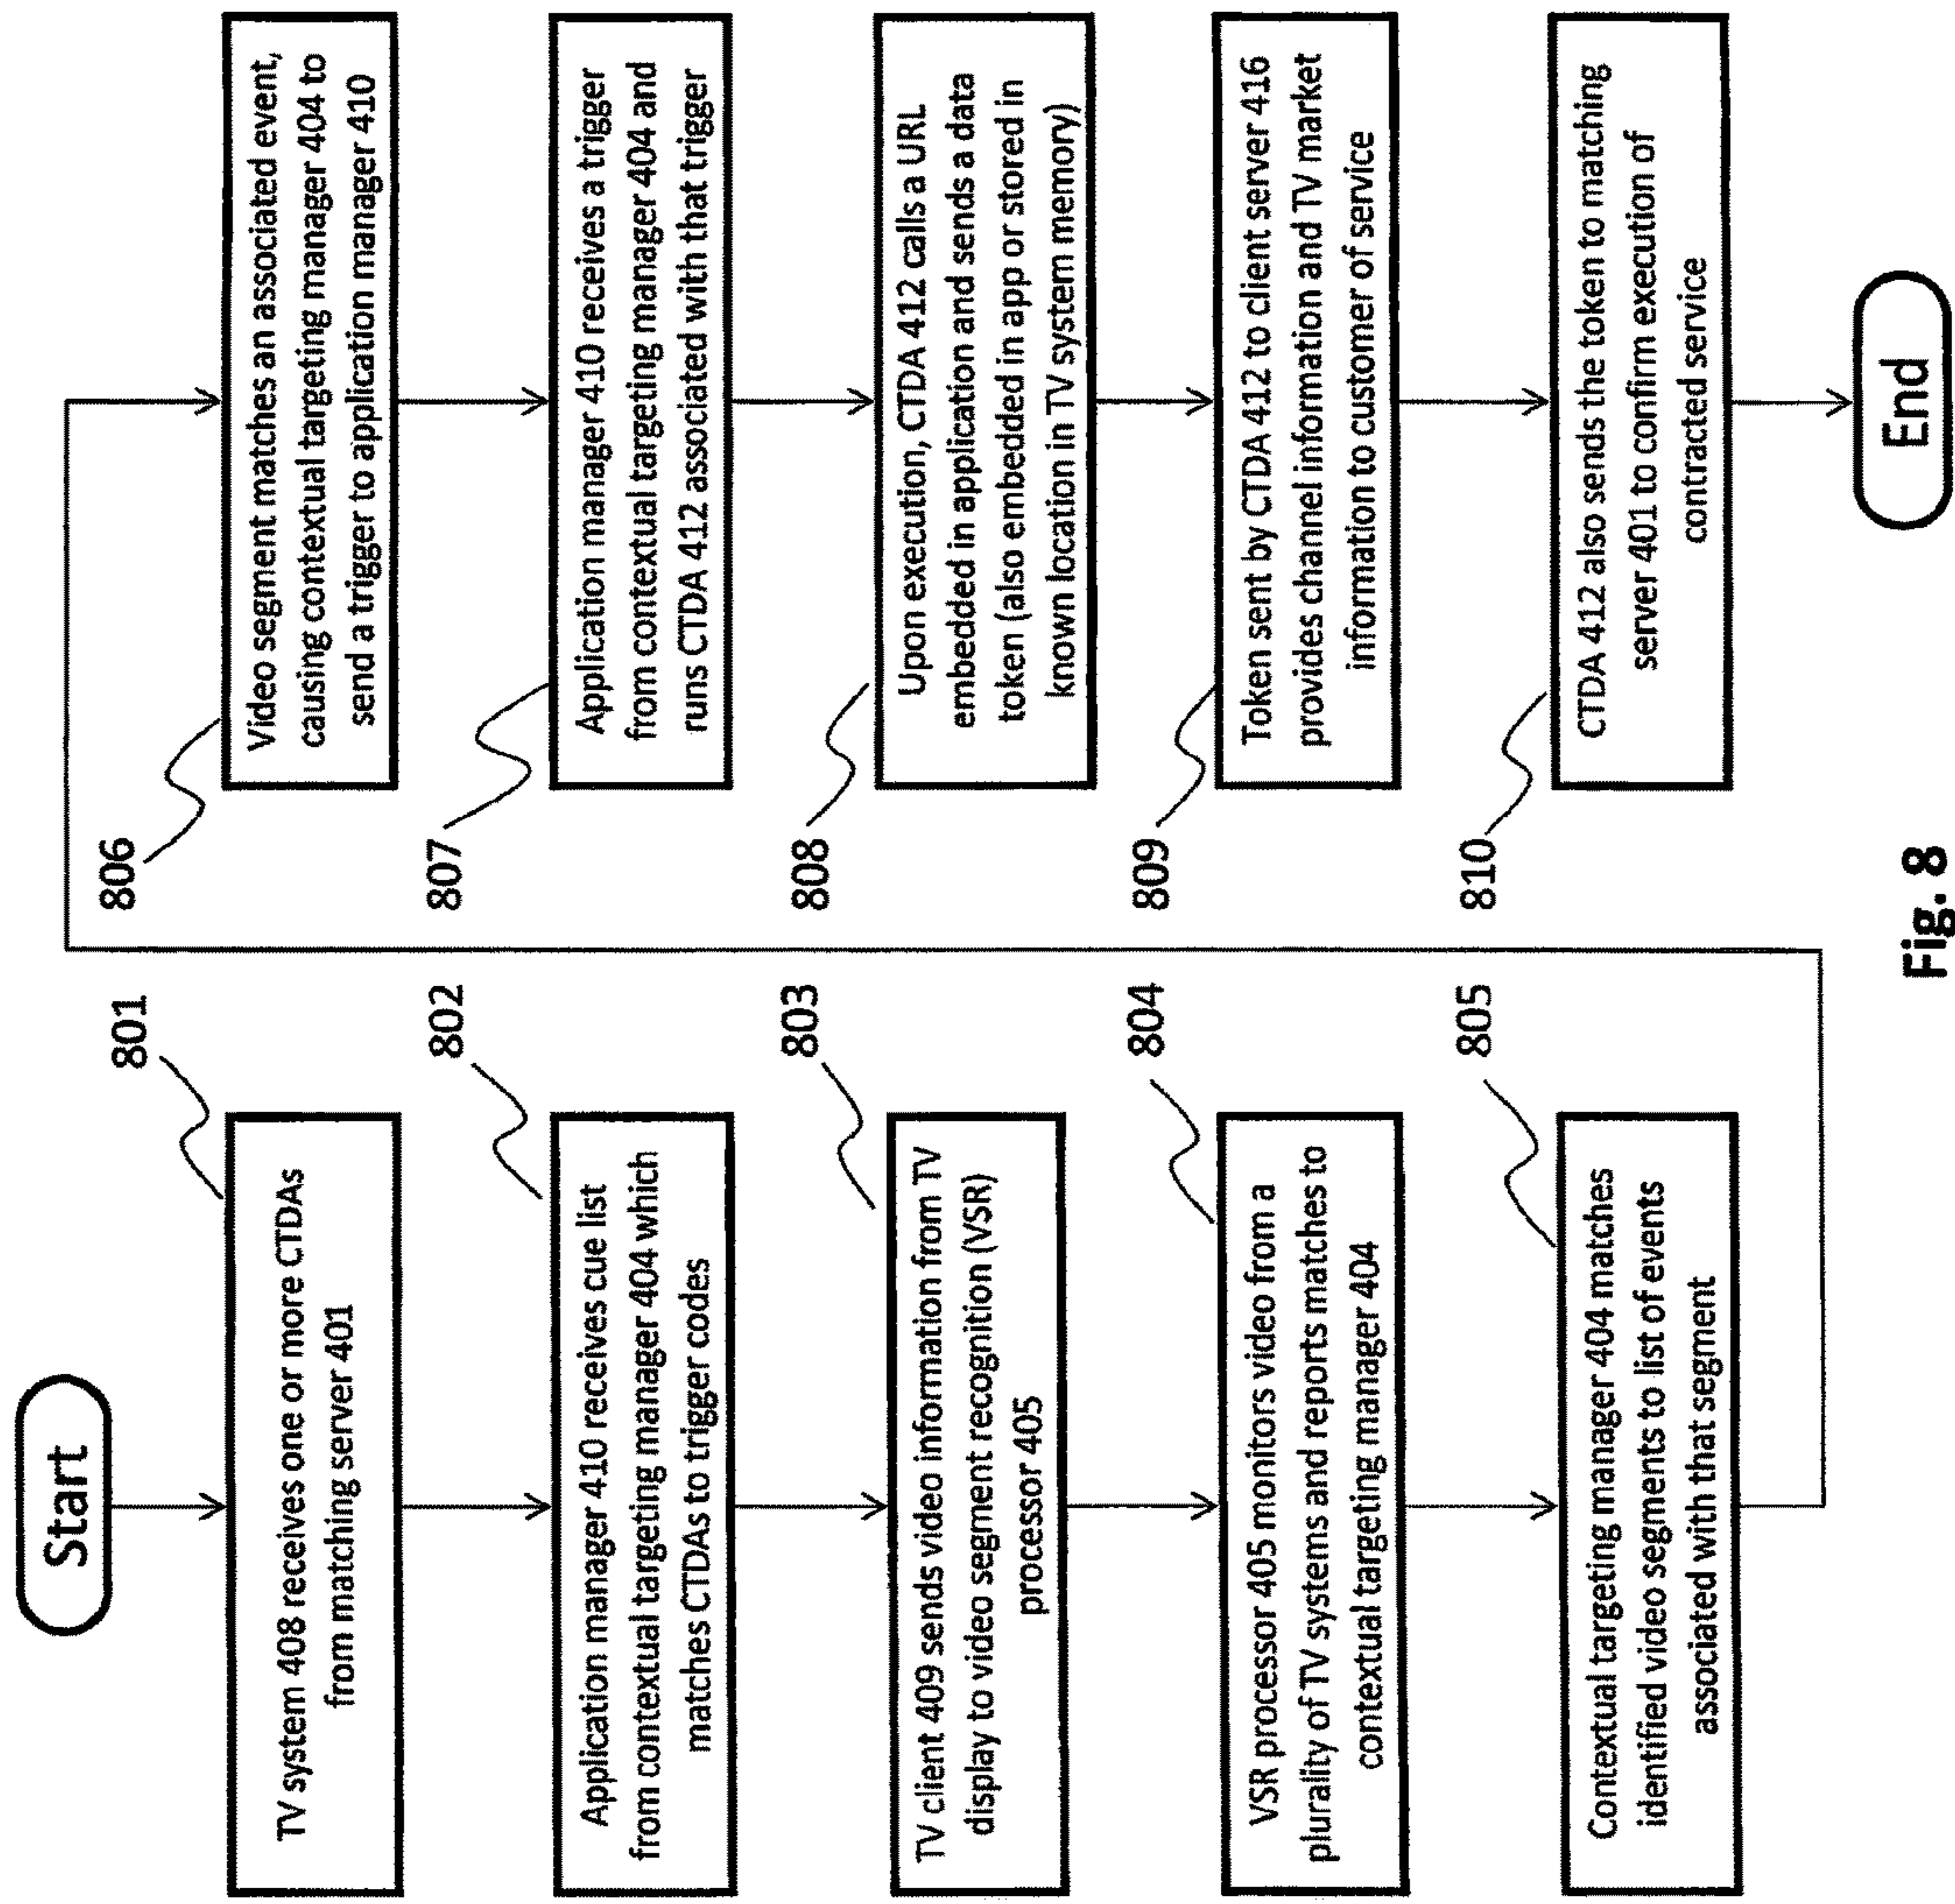 Start
801
TV system 408 receives one or more CTDAs
from matching server 401
802
Application manager 410 receives cue list
from contextual targeting manager 404 which
matches CTDAs to trigger codes
803
TV client 409 sends video information from TV
display to video segment recognition (VSR)
processor 405
804
VSR processor 405 monitors video from a
plurality of TV systems and reports matches to
contextual targeting manager 404
805
Contextual targeting manager 404 matches
identified video segments to list of events
associated with that segment
806
Video segment matches an associated event,
causing contextual targeting manager 404 to
send a trigger to application manager 410
807
Application manager 410 receives a trigger
from contextual targeting manager 404 and
runs CTDA 412 associated with that trigger
808
Upon execution, CTDA 412 calls a URL
embedded in application and sends a data
token (also embedded in app or stored in
known location in TV system memory)
809
Token sent by CTDA 412 to client server 416
provides channel information and TV market
information to customer of service
810
CTDA 412 also sends the token to matching
server 401 to confirm execution of
contracted service
End
Fig. 8